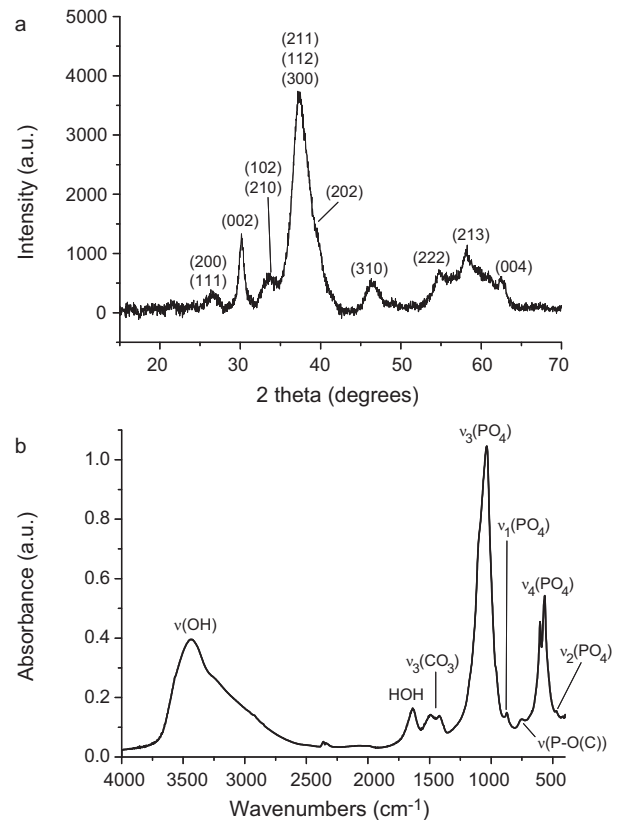 a
5000
4000
3000
2000
1000
0
Intensity (a.u.)
(200)
(111)
(002)
(102)
(210)
(211)
(112)
(300)
(202)
(310)
(222)
(213)
(004)
20 30 40 50 60 70
2 theta (degrees)
b
1.0
0.8
0.6
0.4
0.2
0.0
Absorbance (a.u.)
ν(OH)
HOH
ν₃(CO₃)
ν₃(PO₄)
ν₁(PO₄)
ν₄(PO₄)
ν₂(PO₄)
ν(P-O(C))
4000 3500 3000 2500 2000 1500 1000 500
Wavenumbers (cm⁻¹)